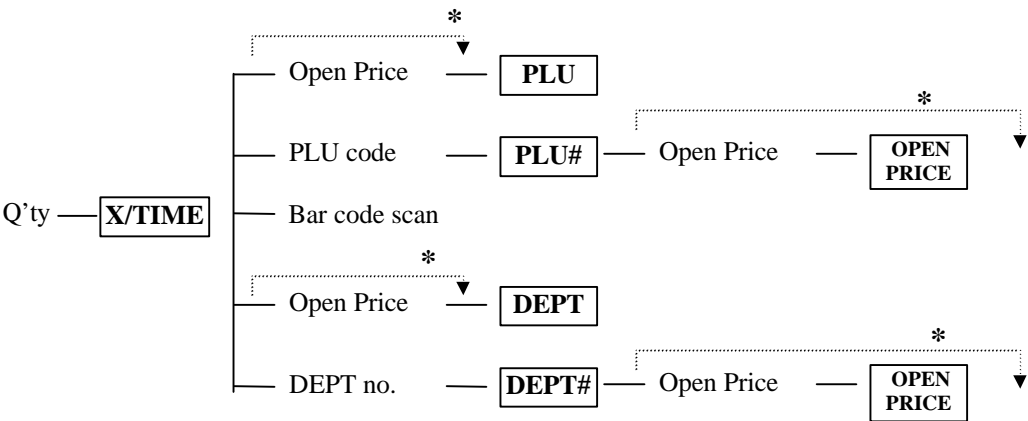 *
Open Price PLU
*
PLU code PLU# Open Price OPEN PRICE
Q’ty X/TIME Bar code scan
*
Open Price DEPT
*
DEPT no. DEPT# Open Price OPEN PRICE